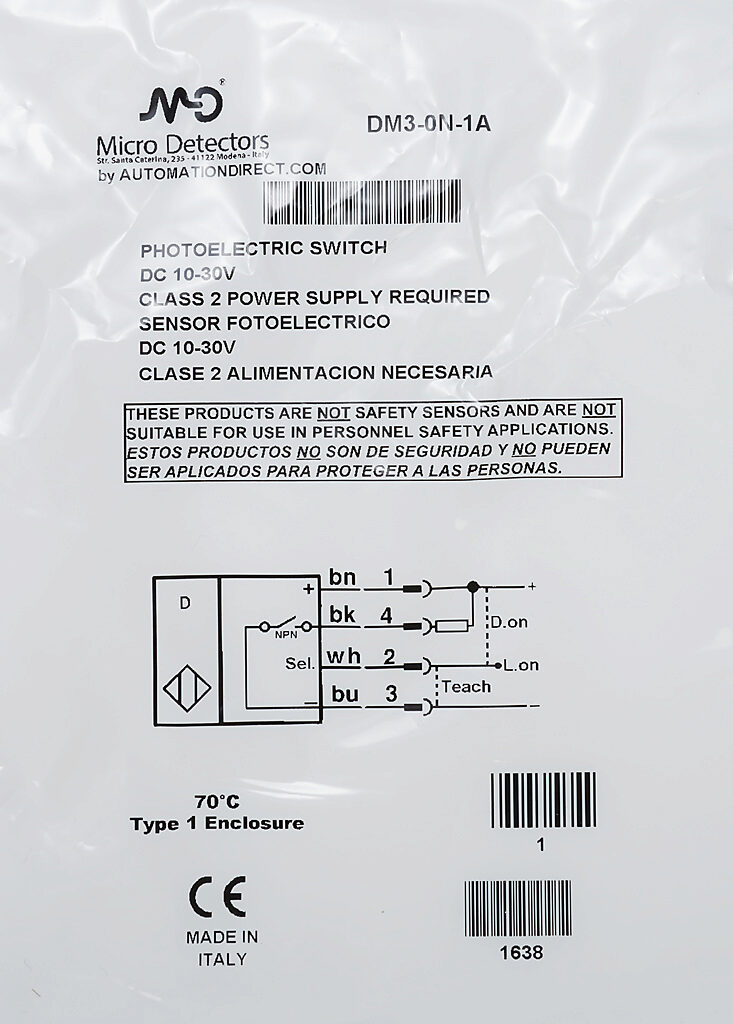 MD®
DM3-0N-1A
Micro Detectors
Str. Santa Caterina, 235 - 41122 Modena - Italy
by AUTOMATIONDIRECT.COM
PHOTOELECTRIC SWITCH
DC 10-30V
CLASS 2 POWER SUPPLY REQUIRED
SENSOR FOTOELECTRICO
DC 10-30V
CLASE 2 ALIMENTACION NECESARIA
THESE PRODUCTS ARE NOT SAFETY SENSORS AND ARE NOT
SUITABLE FOR USE IN PERSONNEL SAFETY APPLICATIONS.
ESTOS PRODUCTOS NO SON DE SEGURIDAD Y NO PUEDEN
SER APLICADOS PARA PROTEGER A LAS PERSONAS.
D
+ bn 1 +
NPN bk 4 D.on
Sel. wh 2 L.on
Teach
– bu 3 –
70°C
Type 1 Enclosure
1
CE
MADE IN
ITALY
1638